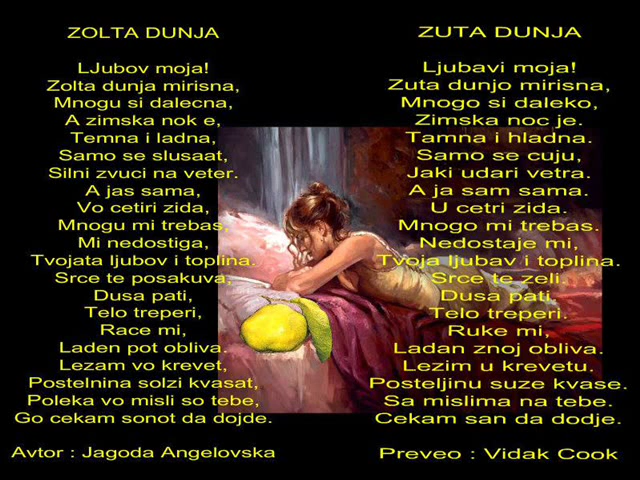 ZOLTA DUNJA
LJubov moja!
Zolta dunja mirisna,
Mnogu si dalecna,
A zimska nok e,
Temna i ladna,
Samo se slusaat,
Silni zvuci na veter.
A jas sama,
Vo cetiri zida,
Mnogu mi trebas,
Mi nedostiga,
Tvojata ljubov i toplina.
Srce te posakuva,
Dusa pati,
Telo treperi,
Race mi,
Laden pot obliva.
Lezam vo krevet,
Postelnina solzi kvasat,
Poleka vo misli so tebe,
Go cekam sonot da dojde.
Avtor : Jagoda Angelovska
ZUTA DUNJA
Ljubavi moja!
Zuta dunjo mirisna,
Mnogo si daleko,
Zimska noc je.
Tamna i hladna.
Samo se cuju,
Jaki udari vetra.
A ja sam sama.
U cetri zida.
Mnogo mi trebas.
Nedostaje mi,
Tvoja ljubav i toplina.
Srce te zeli.
Dusa pati.
Telo treperi.
Ruke mi,
Ladan znoj obliva.
Lezim u krevetu.
Posteljinu suze kvase.
Sa mislima na tebe.
Cekam san da dodje.
Preveo : Vidak Cook